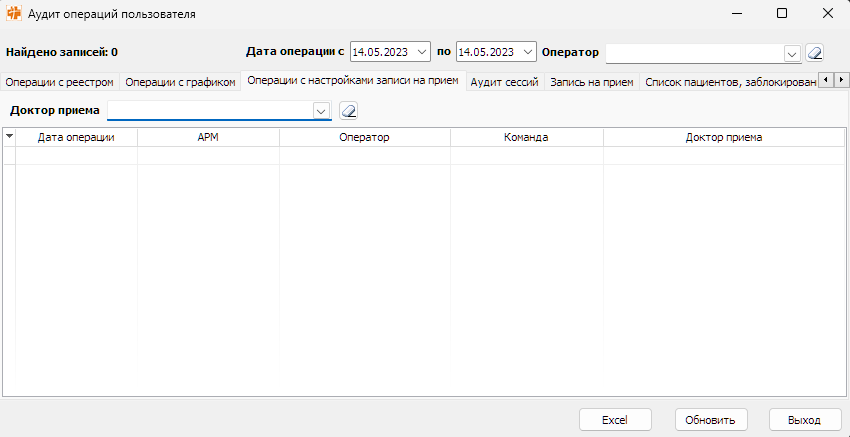 Аудит операций пользователя
Найдено записей: 0 Дата операции с 14.05.2023 по 14.05.2023 Оператор
Операции с реестром Операции с графиком Операции с настройками записи на прием Аудит сессий Запись на прием Список пациентов, заблокирован
Доктор приема
Дата операции АРМ Оператор Команда Доктор приема
Excel Обновить Выход